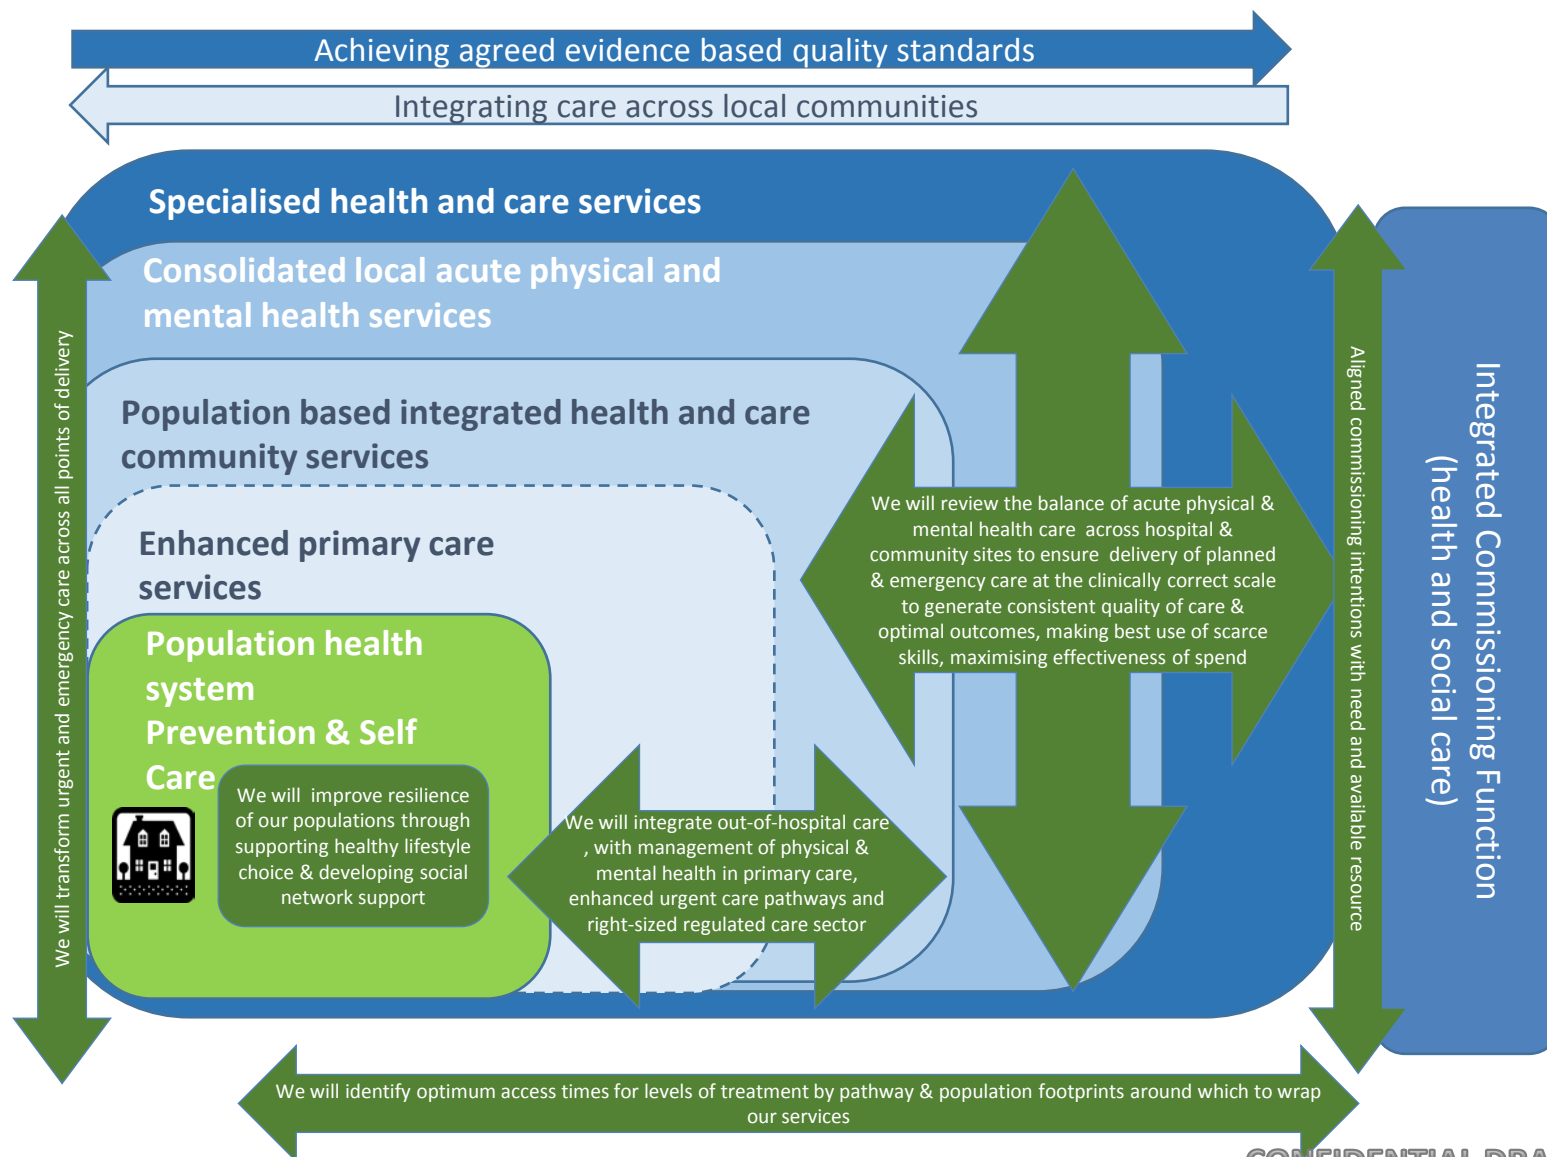 Achieving agreed evidence based quality standards
Integrating care across local communities
Specialised health and care services
Consolidated local acute physical and
mental health services
Population based integrated health and care
community services
Enhanced primary care
services
Population health
system
Prevention & Self
Care
We will improve resilience
of our populations through
supporting healthy lifestyle
choice & developing social
network support
We will integrate out-of-hospital care
, with management of physical &
mental health in primary care,
enhanced urgent care pathways and
right-sized regulated care sector
We will review the balance of acute physical &
mental health care across hospital &
community sites to ensure delivery of planned
& emergency care at the clinically correct scale
to generate consistent quality of care &
optimal outcomes, making best use of scarce
skills, maximising effectiveness of spend
We will transform urgent and emergency care across all points of delivery
Aligned commissioning intentions with need and available resource
Integrated Commissioning Function
(health and social care)
We will identify optimum access times for levels of treatment by pathway & population footprints around which to wrap
our services
CONFIDENTIAL